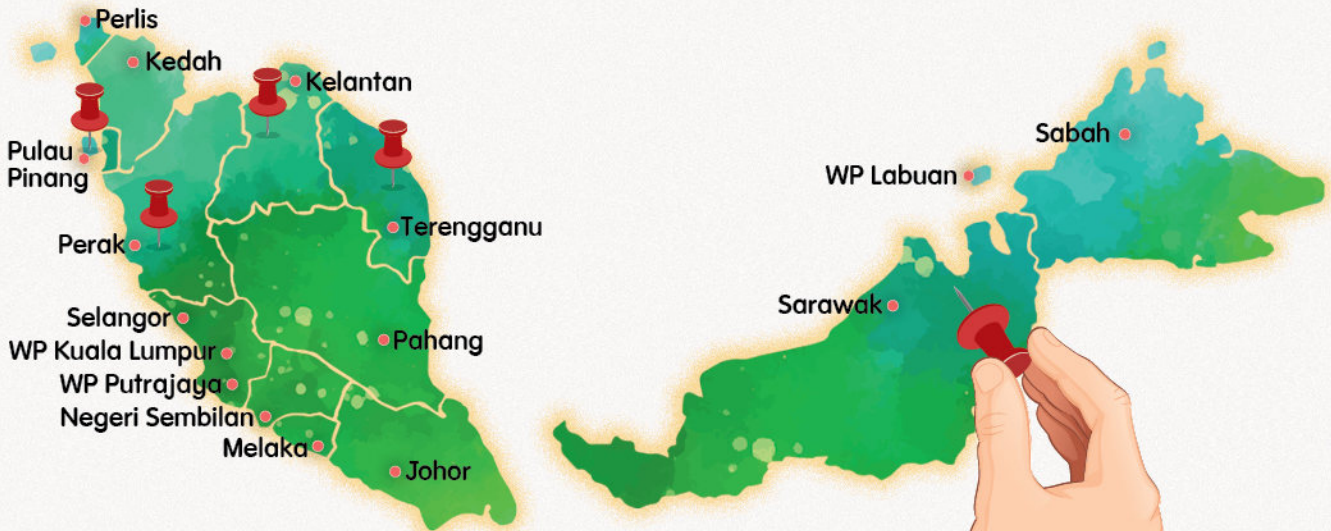 Perlis
Kedah
Kelantan
Pulau
Pinang
Perak
Terengganu
Selangor
WP Kuala Lumpur
WP Putrajaya
Negeri Sembilan
Melaka
Pahang
Johor
Sabah
WP Labuan
Sarawak